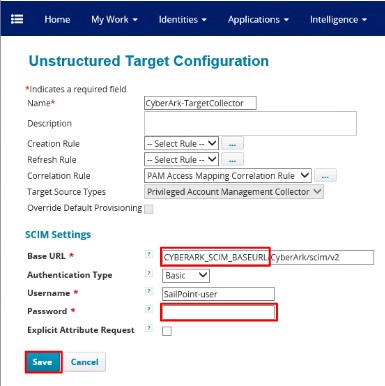 Home My Work Identities Applications Intelligence
Unstructured Target Configuration
*Indicates a required field.
Name* CyberArk-TargetCollector
Description
Creation Rule -- Select Rule -- ...
Refresh Rule -- Select Rule -- ...
Correlation Rule PAM Access Mapping Correlation Rule ...
Target Source Types Privileged Account Management Collector
Override Default Provisioning
SCIM Settings
Base URL * ? CYBERARK_SCIM_BASEURL/CyberArk/scim/v2
Authentication Type ? Basic
Username * ? SailPoint-user
Password * ?
Explicit Attribute Request ?
Save Cancel